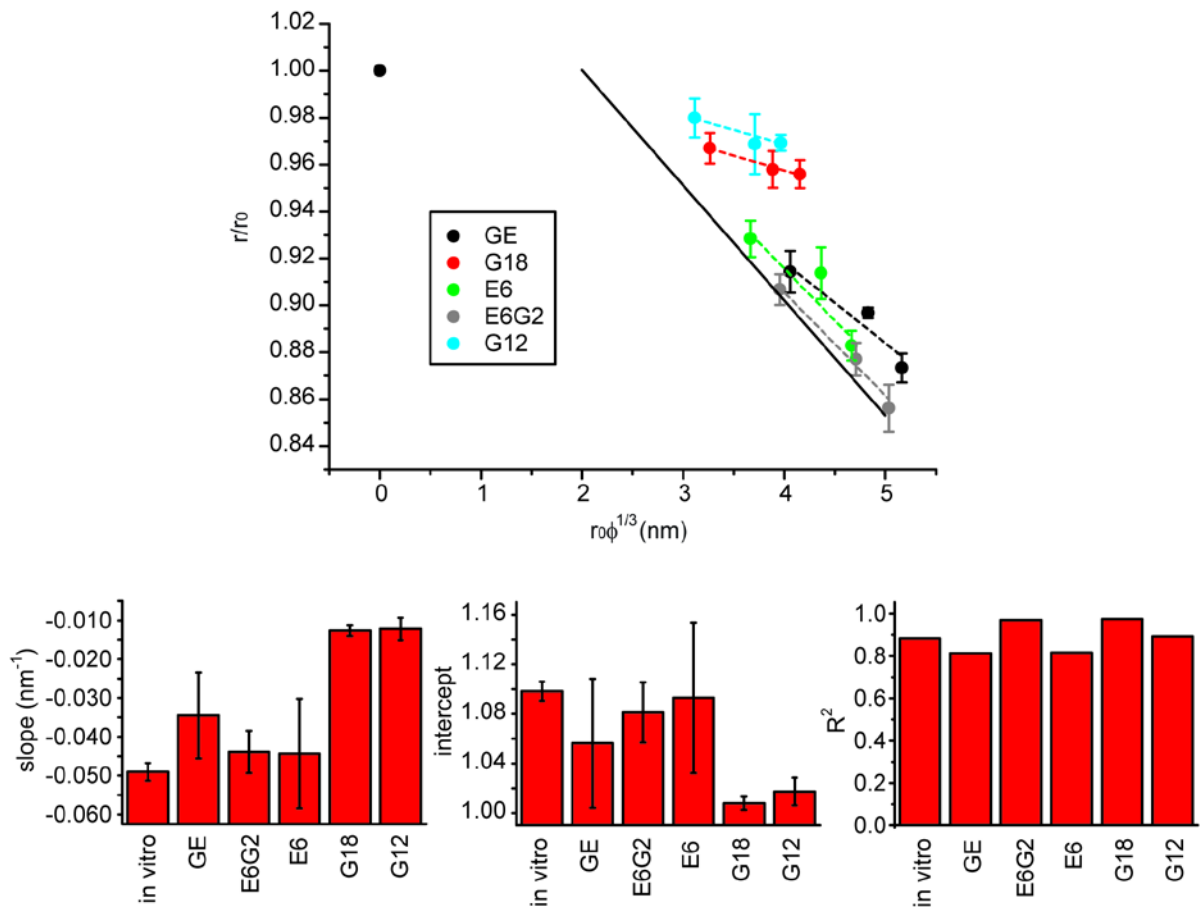 1.02
1.00
0.98
0.96
0.94
0.92
0.90
0.88
0.86
0.84
r/r₀
GE
G18
E6
E6G2
G12
0 1 2 3 4 5
r₀ϕ^1/3 (nm)
-0.010
-0.020
-0.030
-0.040
-0.050
-0.060
slope (nm⁻¹)
in vitro GE E6G2 E6 G18 G12
1.16
1.12
1.08
1.04
1.00
intercept
in vitro GE E6G2 E6 G18 G12
1.0
0.8
0.6
0.4
0.2
0.0
R²
in vitro GE E6G2 E6 G18 G12